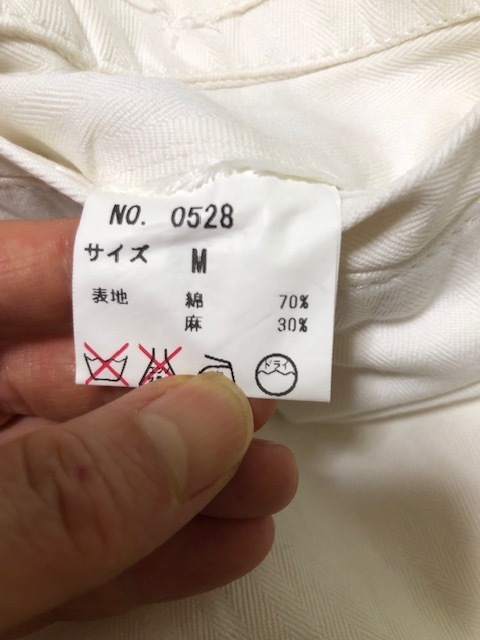 NO. 0528
サイズ M
表地 綿 70%
麻 30%
ドライ